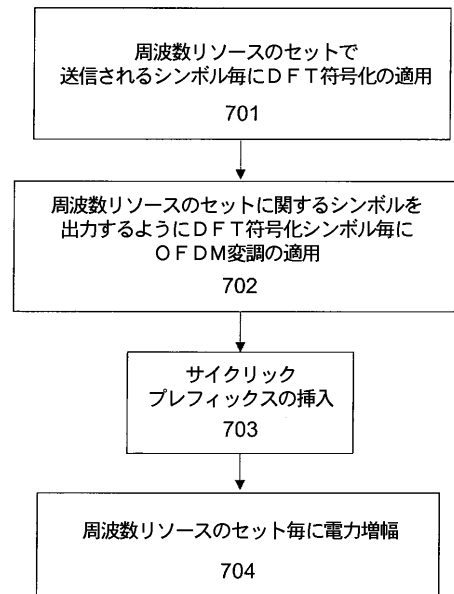 周波数リソースのセットで
送信されるシンボル毎にDFT符号化の適用
701
周波数リソースのセットに関するシンボルを
出力するようにDFT符号化シンボル毎に
OFDM変調の適用
702
サイクリック
プレフィックスの挿入
703
周波数リソースのセット毎に電力増幅
704